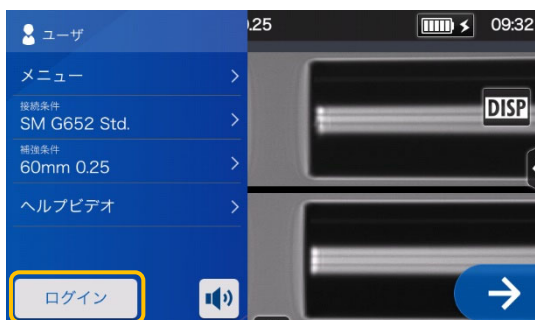 ユーザ
.25
09:32
メニュー
接続条件
SM G652 Std.
DISP
補強条件
60mm 0.25
ヘルプビデオ
ログイン